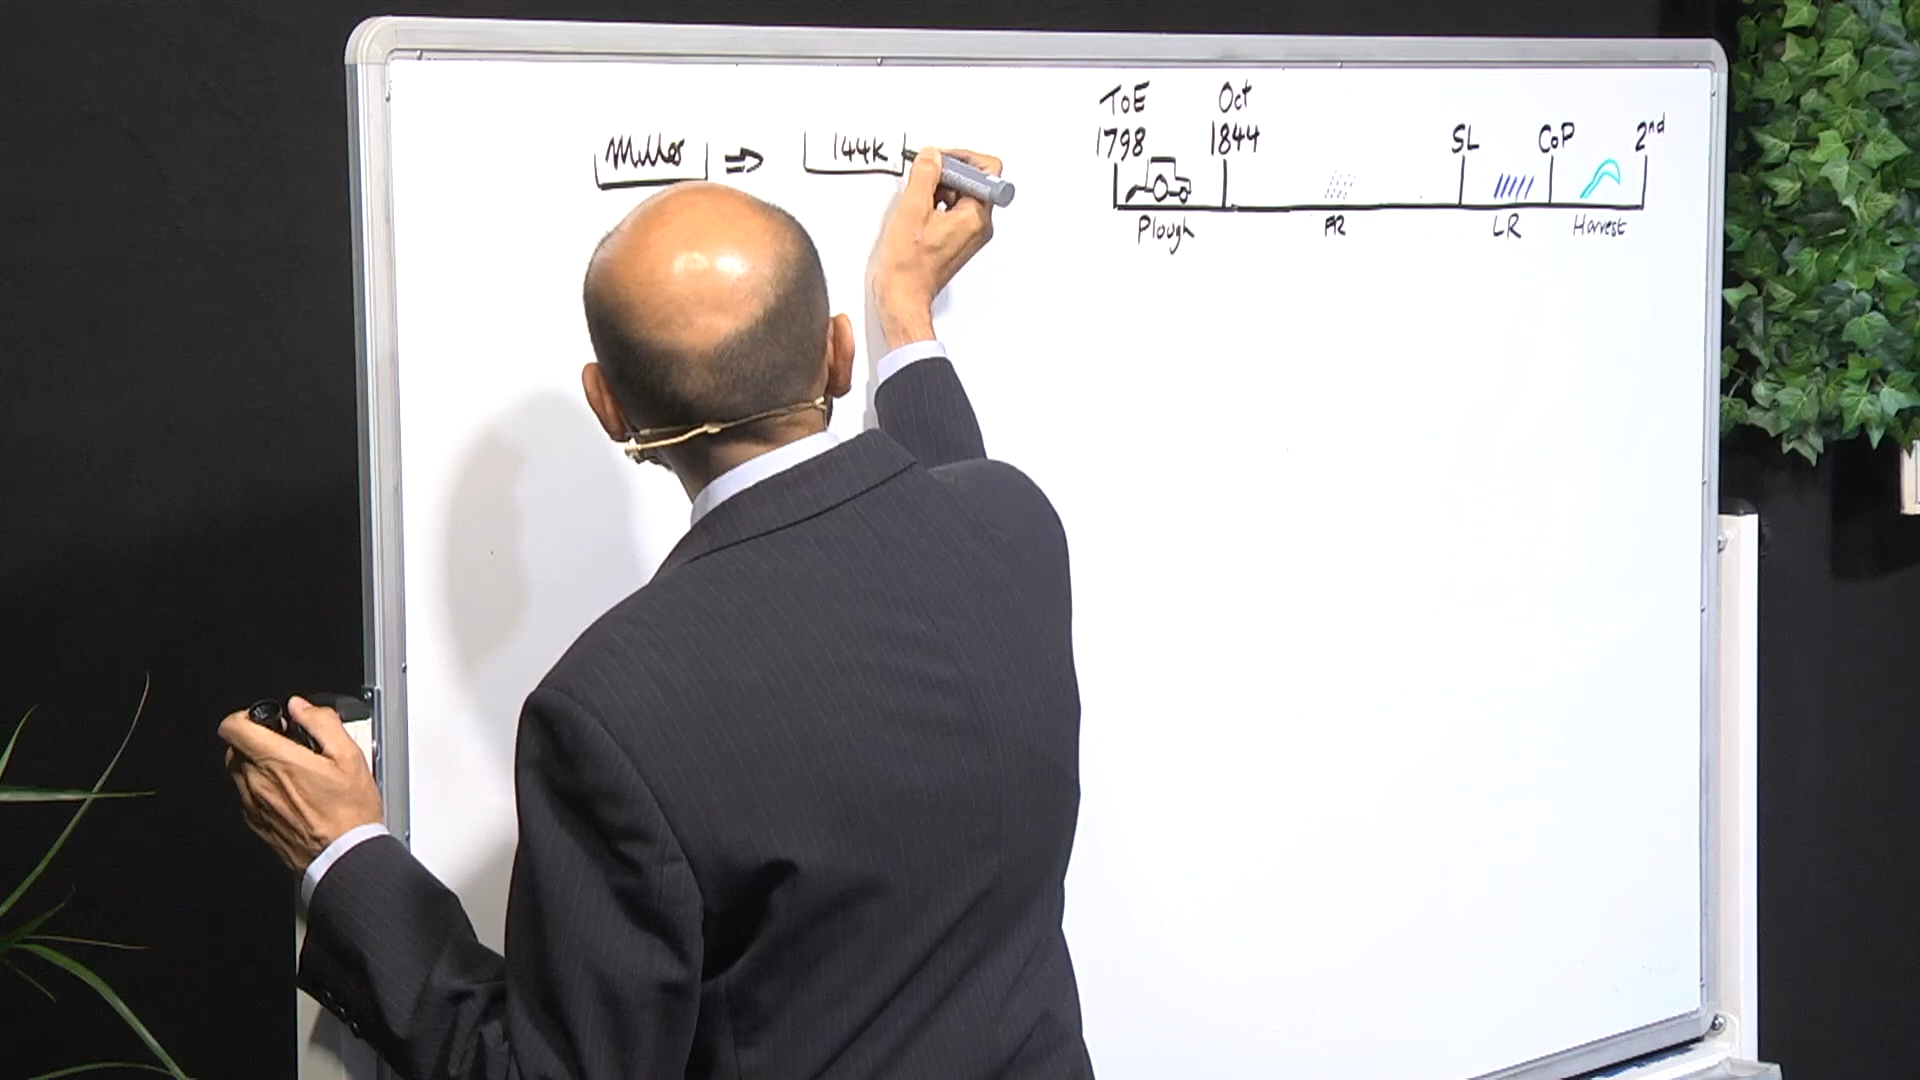 Miller ⇒ 144K
ToE Oct
1798 1844 SL CoP 2nd
Plough FR LR Harvest